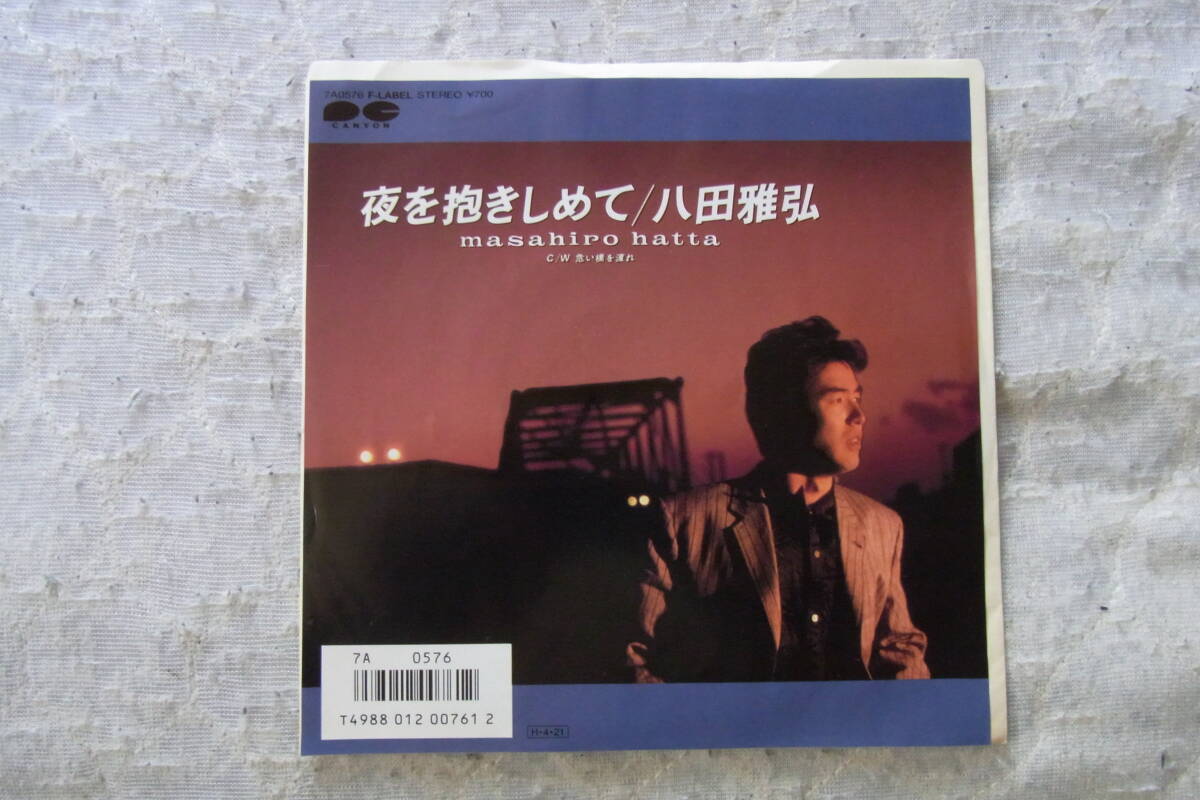 7A0576 F-LABEL STEREO ¥700
CANYON
夜を抱きしめて/八田雅弘
masahiro hatta
C/W 危い橋を渡れ
7A 0576
T4988 012 00761 2
H・4・21